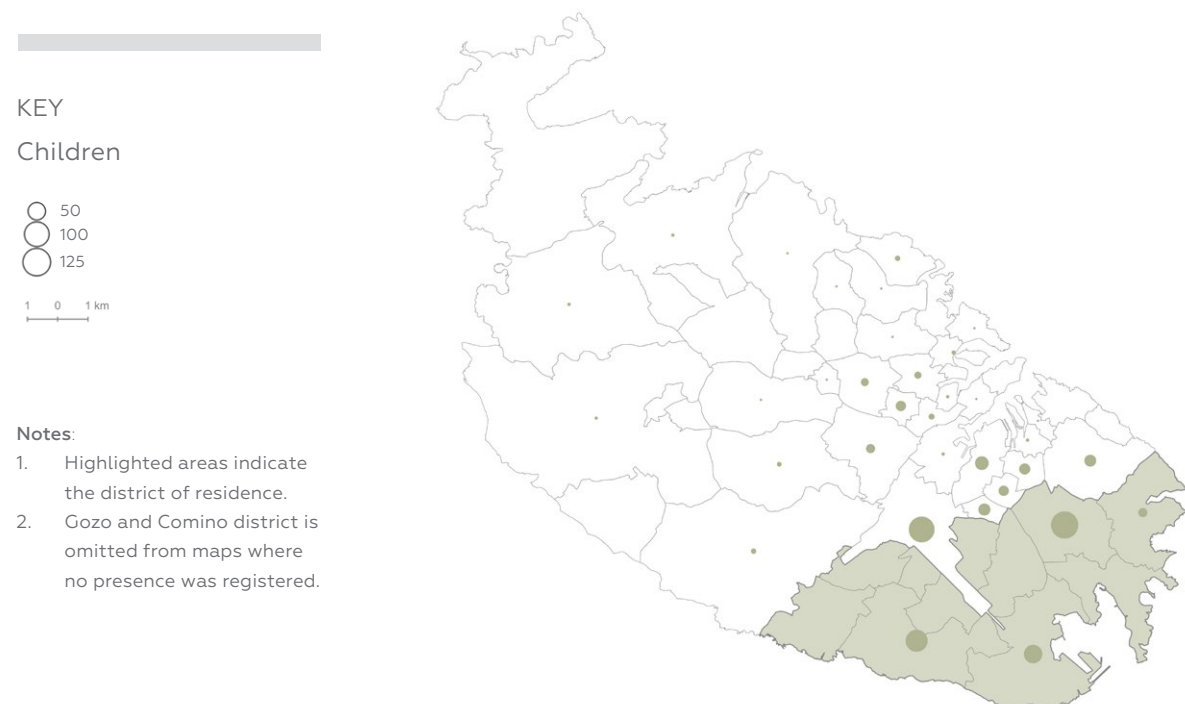 KEY
Children
50
100
125
1 0 1 km
Notes:
1. Highlighted areas indicate
the district of residence.
2. Gozo and Comino district is
omitted from maps where
no presence was registered.